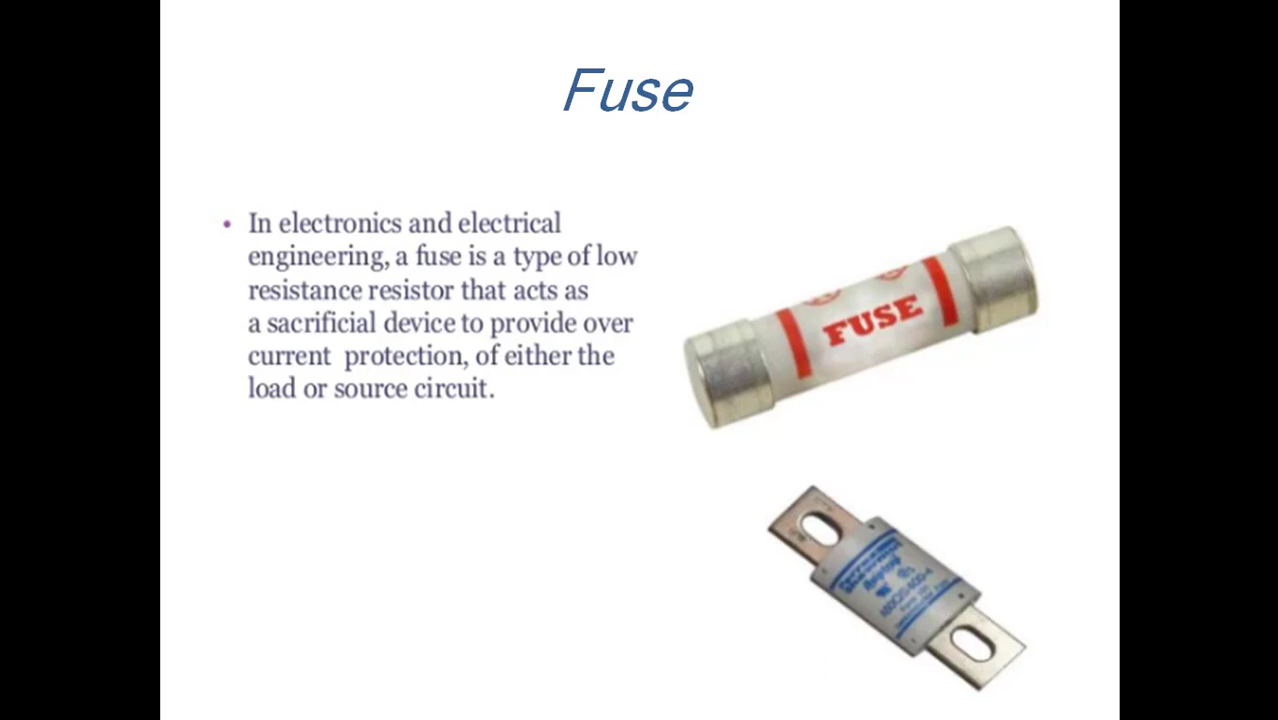 Fuse
• In electronics and electrical
engineering, a fuse is a type of low
resistance resistor that acts as
a sacrificial device to provide over
current protection, of either the
load or source circuit.
FUSE